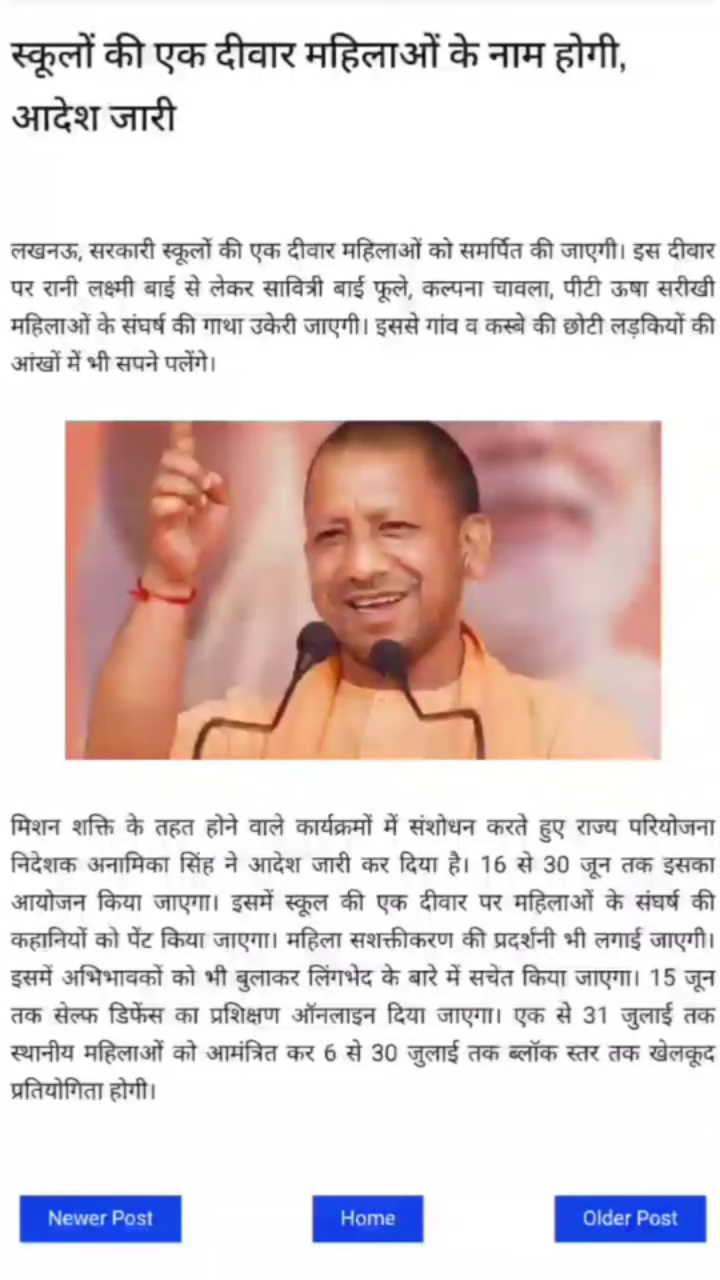 स्कूलों की एक दीवार महिलाओं के नाम होगी,
आदेश जारी
लखनऊ, सरकारी स्कूलों की एक दीवार महिलाओं को समर्पित की जाएगी। इस दीवार
पर रानी लक्ष्मी बाई से लेकर सावित्री बाई फूले, कल्पना चावला, पीटी ऊषा सरीखी
महिलाओं के संघर्ष की गाथा उकेरी जाएगी। इससे गांव व कस्बे की छोटी लड़कियों की
आंखों में भी सपने पलेंगे।
मिशन शक्ति के तहत होने वाले कार्यक्रमों में संशोधन करते हुए राज्य परियोजना
निदेशक अनामिका सिंह ने आदेश जारी कर दिया है। 16 से 30 जून तक इसका
आयोजन किया जाएगा। इसमें स्कूल की एक दीवार पर महिलाओं के संघर्ष की
कहानियों को पेंट किया जाएगा। महिला सशक्तीकरण की प्रदर्शनी भी लगाई जाएगी।
इसमें अभिभावकों को भी बुलाकर लिंगभेद के बारे में सचेत किया जाएगा। 15 जून
तक सेल्फ डिफेंस का प्रशिक्षण ऑनलाइन दिया जाएगा। एक से 31 जुलाई तक
स्थानीय महिलाओं को आमंत्रित कर 6 से 30 जुलाई तक ब्लॉक स्तर तक खेलकूद
प्रतियोगिता होगी।
Newer Post Home Older Post